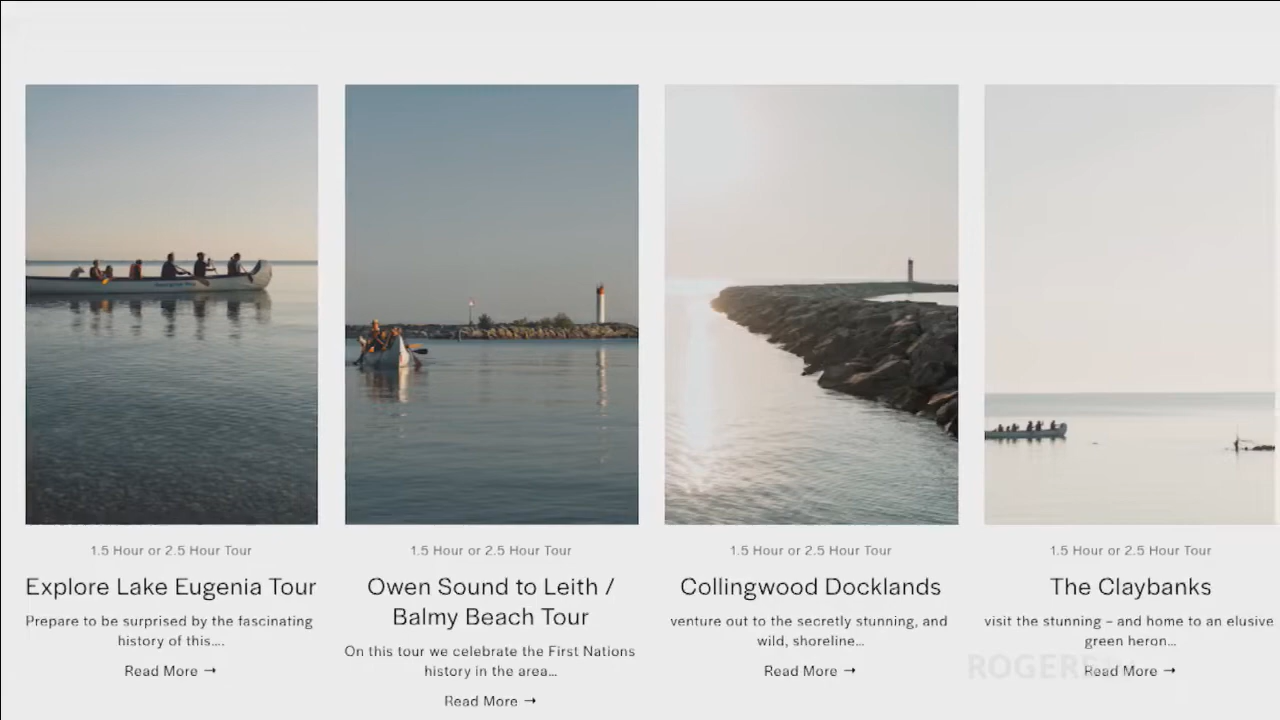 1.5 Hour or 2.5 Hour Tour
Explore Lake Eugenia Tour
Prepare to be surprised by the fascinating
history of this....
Read More →
1.5 Hour or 2.5 Hour Tour
Owen Sound to Leith /
Balmy Beach Tour
On this tour we celebrate the First Nations
history in the area...
Read More →
1.5 Hour or 2.5 Hour Tour
Collingwood Docklands
venture out to the secretly stunning, and
wild, shoreline...
Read More →
1.5 Hour or 2.5 Hour Tour
The Claybanks
visit the stunning – and home to an elusive
green heron...
Read More →